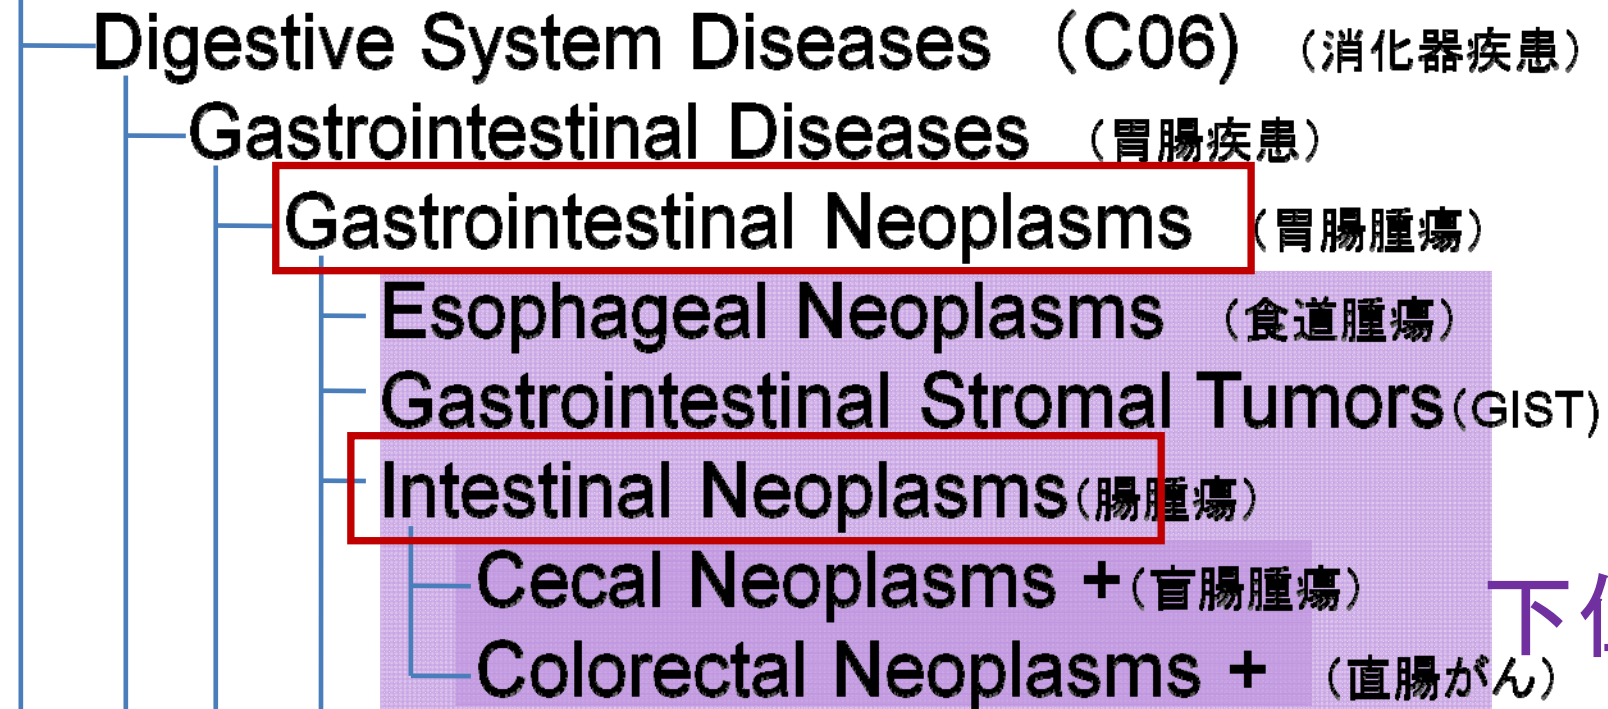 Digestive System Diseases （C06) （消化器疾患）
Gastrointestinal Diseases （胃腸疾患）
Gastrointestinal Neoplasms （胃腸腫瘍）
Esophageal Neoplasms （食道腫瘍）
Gastrointestinal Stromal Tumors(GIST)
Intestinal Neoplasms（腸腫瘍）
Cecal Neoplasms +（盲腸腫瘍）
下
Colorectal Neoplasms + （直腸がん）